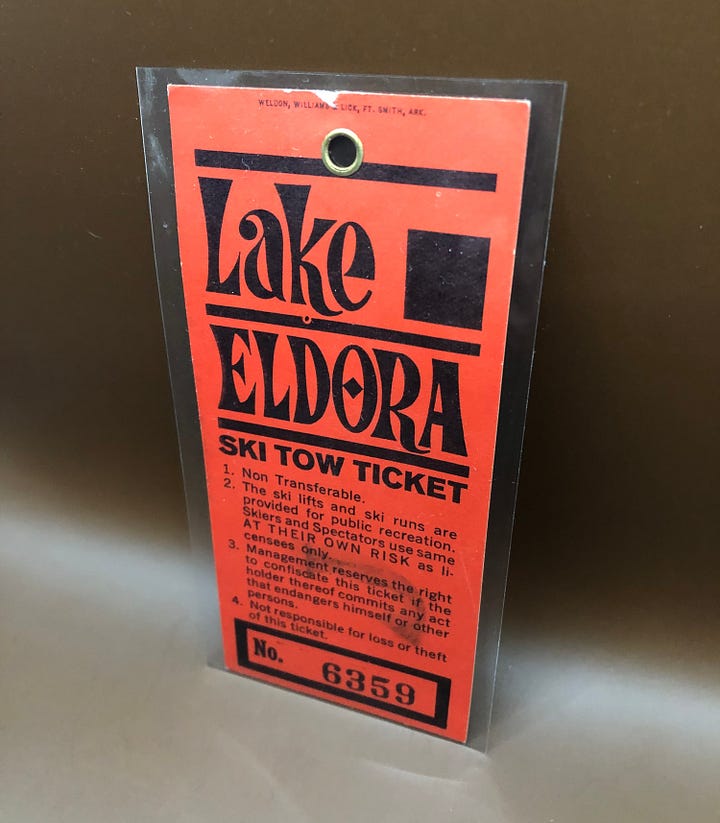 WELDON, WILLIAMS & LICK, FT. SMITH, ARK.
Lake
ELDORA
SKI TOW TICKET
1. Non Transferable.
2. The ski lifts and ski runs are
provided for public recreation.
Skiers and Spectators use same
AT THEIR OWN RISK as li-
censees only.
3. Management reserves the right
to confiscate this ticket if the
holder thereof commits any act
that endangers himself or other
persons.
4. Not responsible for loss or theft
of this ticket.
No. 6359